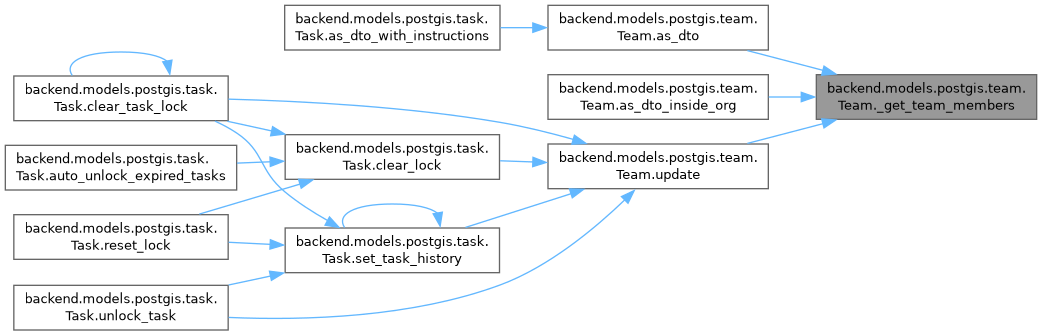 backend.models.postgis.task.
Task.as_dto_with_instructions
backend.models.postgis.team.
Team.as_dto
backend.models.postgis.task.
Task.clear_task_lock
backend.models.postgis.team.
Team.as_dto_inside_org
backend.models.postgis.team.
Team._get_team_members
backend.models.postgis.task.
Task.auto_unlock_expired_tasks
backend.models.postgis.task.
Task.clear_lock
backend.models.postgis.team.
Team.update
backend.models.postgis.task.
Task.reset_lock
backend.models.postgis.task.
Task.set_task_history
backend.models.postgis.task.
Task.unlock_task